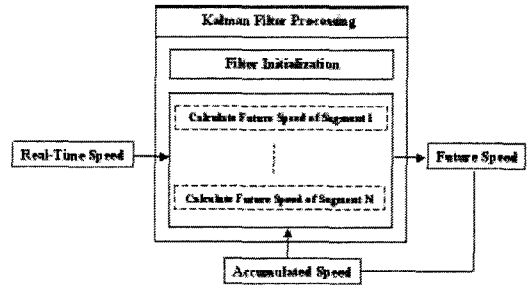 Kalman Filter Processing
Filter Initialization
Calculate Future Speed of Segment 1
Real-Time Speed
Future Speed
Calculate Future Speed of Segment N
Accumulated Speed